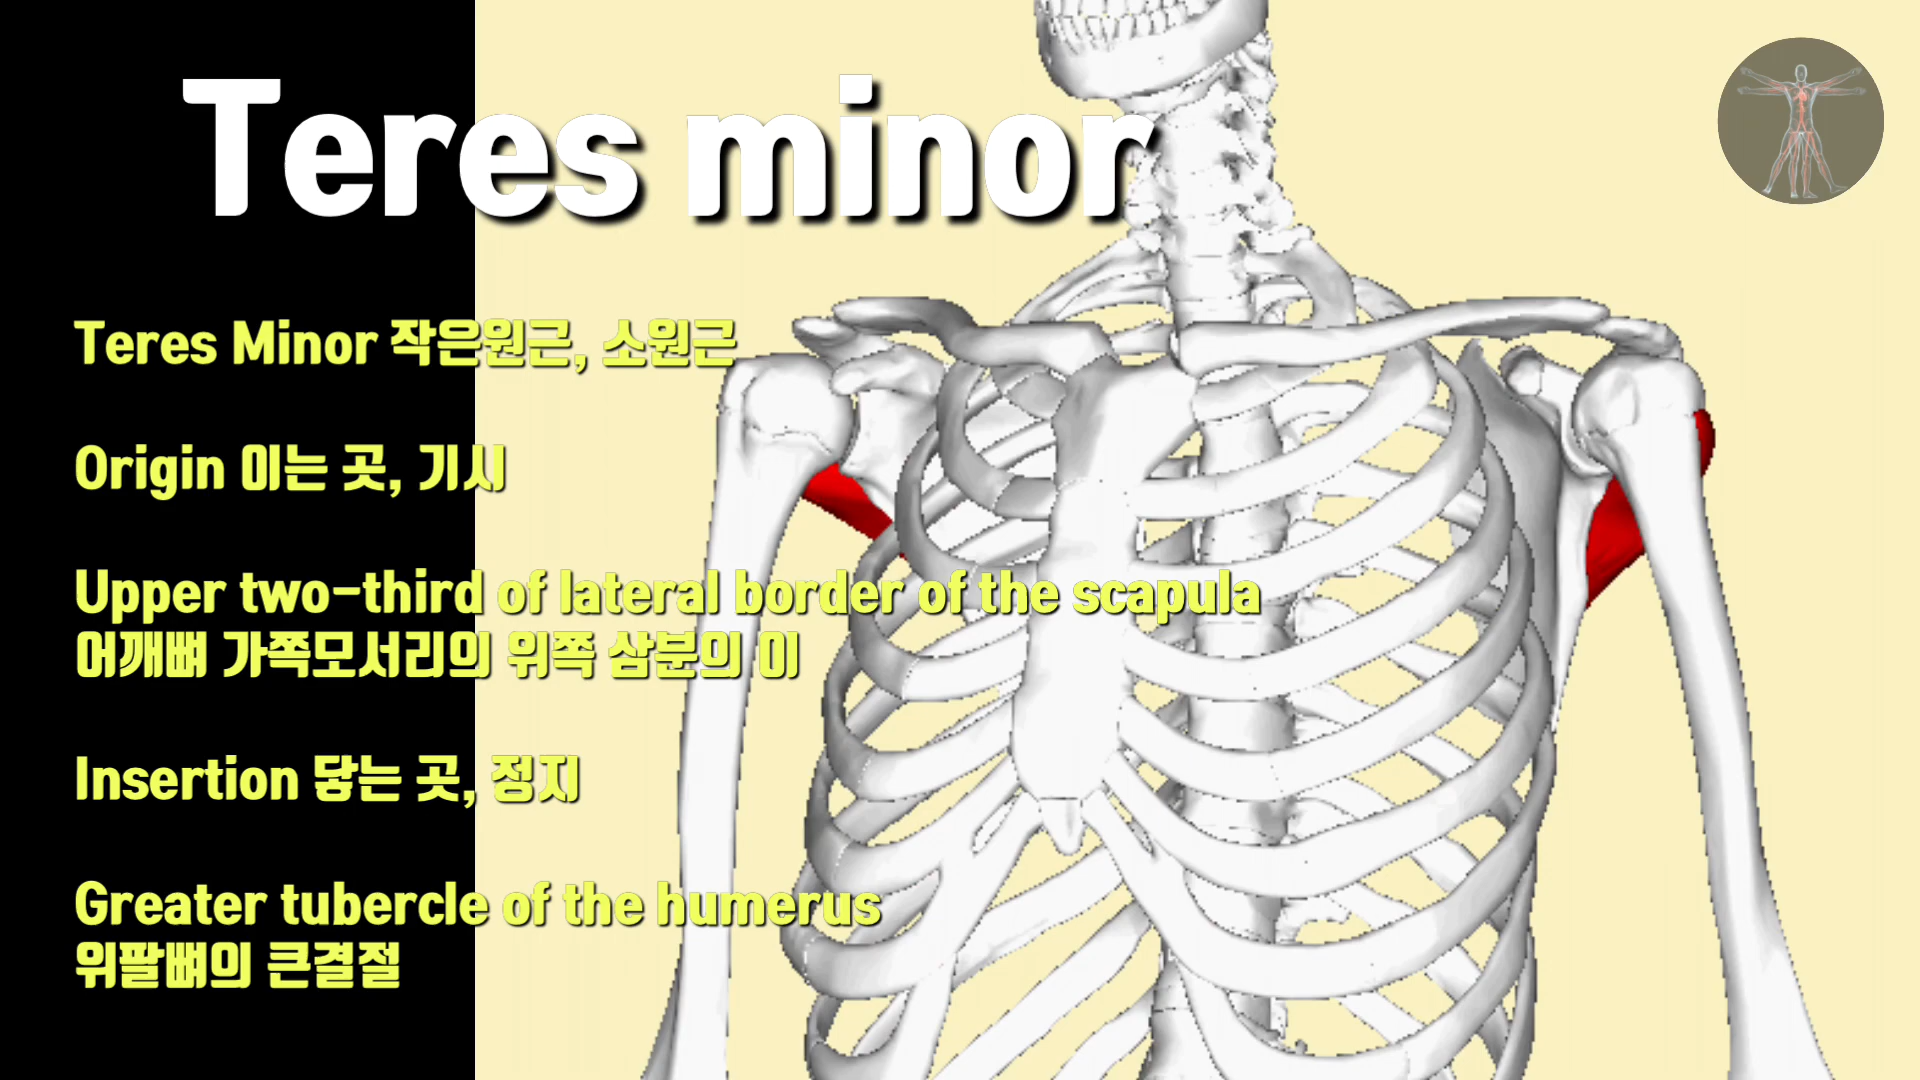 Teres minor
Teres Minor 작은원근, 소원근
Origin 이는 곳, 기시
Upper two-third of lateral border of the scapula
어깨뼈 가쪽모서리의 위쪽 삼분의 이
Insertion 닿는 곳, 정지
Greater tubercle of the humerus
위팔뼈의 큰결절